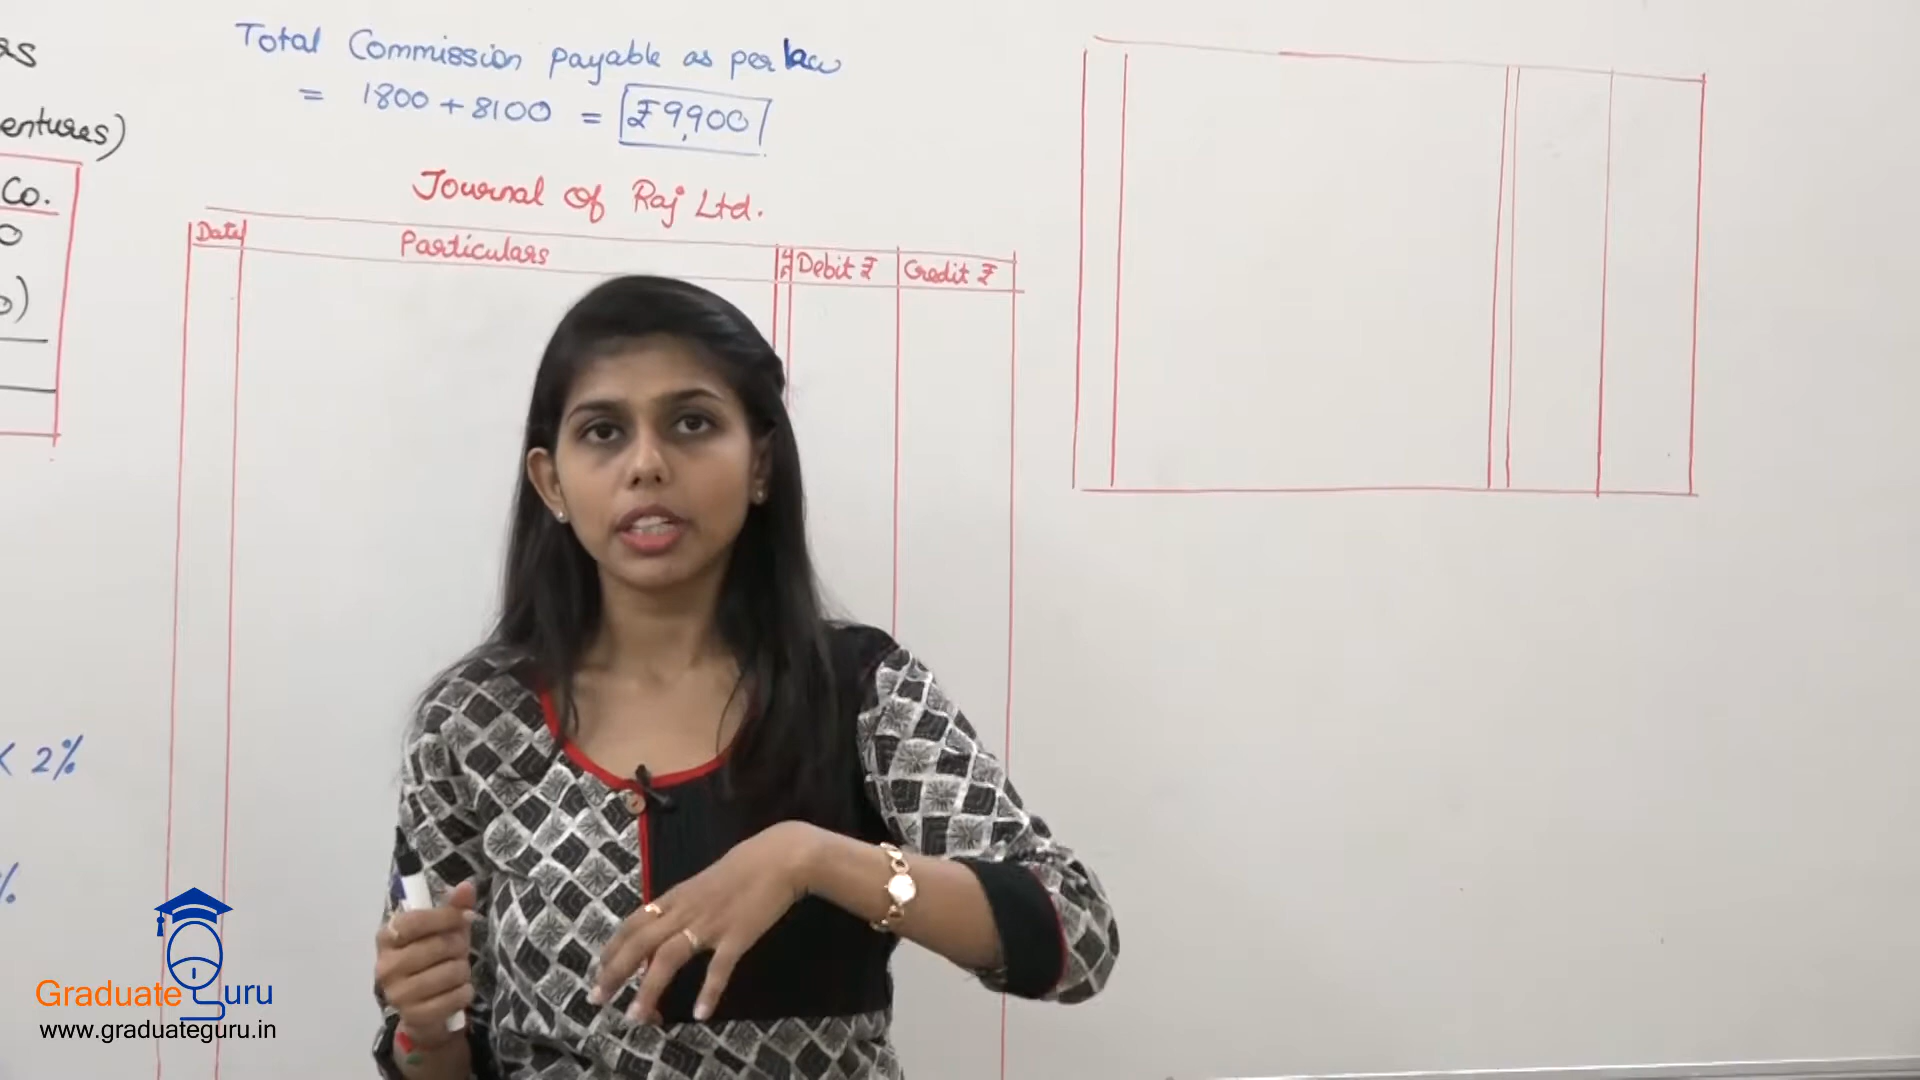 Total Commission payable as per law
= 1800 + 8100 = ₹9,900
entures)
Co.
Journal of Raj Ltd.
Date Particulars L/F Debit ₹ Credit ₹
2%
%
Graduate Guru
www.graduateguru.in